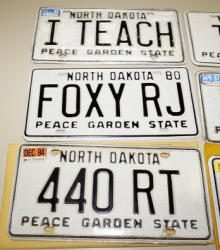 NORTH DAKOTA
I TEACH
PEACE GARDEN STATE
NORTH DAKOTA 80
FOXY RJ
PEACE GARDEN STATE
DEC 84
NORTH DAKOTA
440 RT
PEACE GARDEN STATE